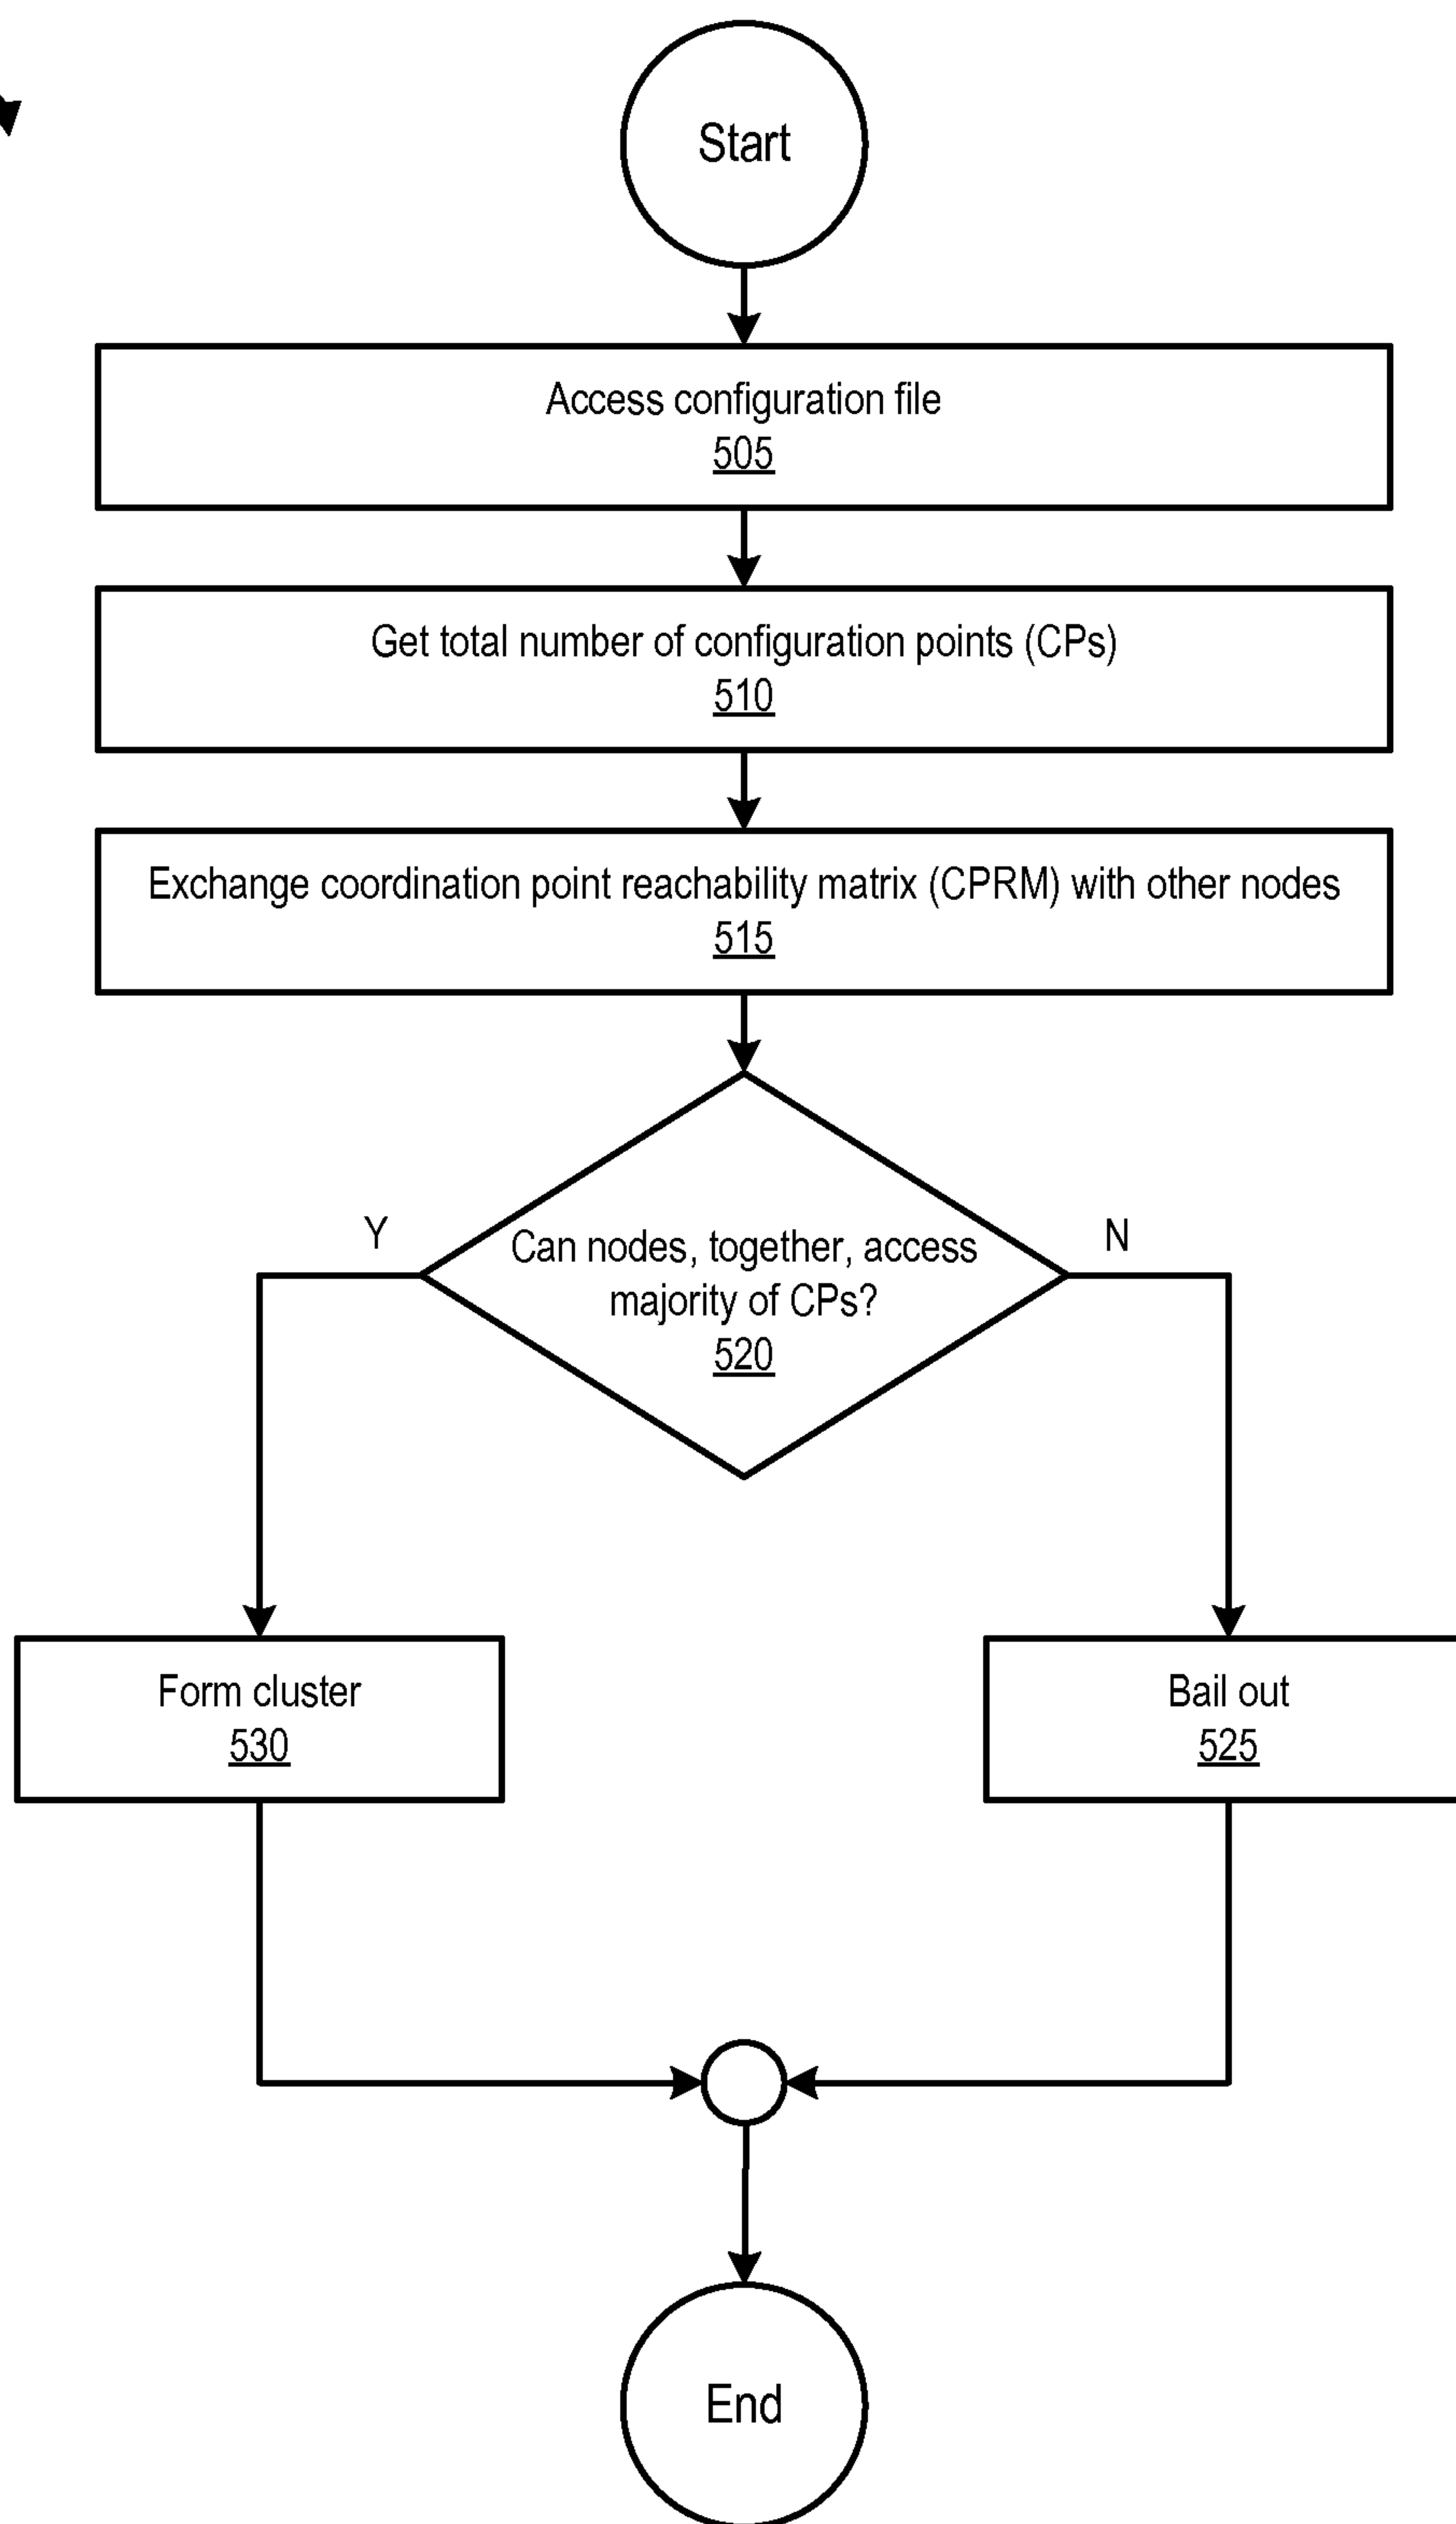 Start
Access configuration file
505
Get total number of configuration points (CPs)
510
Exchange coordination point reachability matrix (CPRM) with other nodes
515
Y
N
Can nodes, together, access
majority of CPs?
520
Form cluster
530
Bail out
525
End